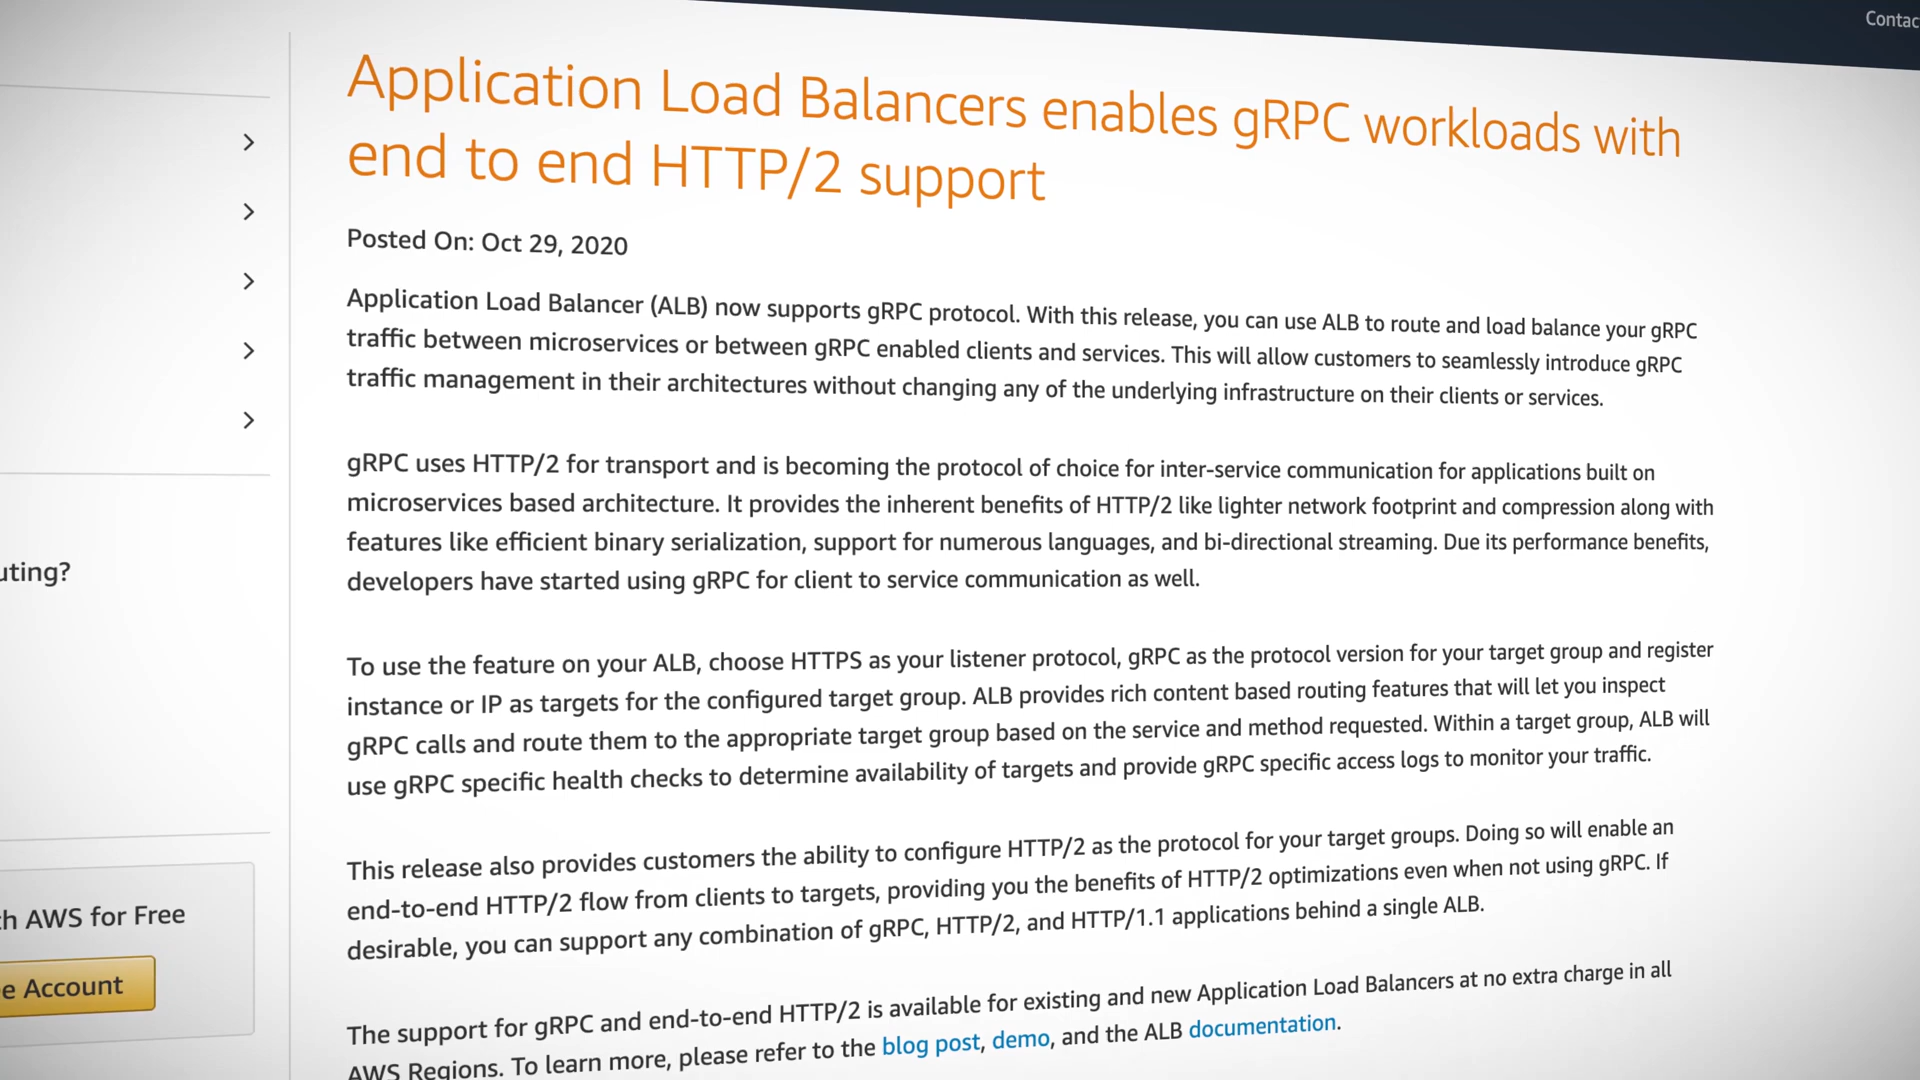 Contac
Application Load Balancers enables gRPC workloads with
end to end HTTP/2 support
Posted On: Oct 29, 2020
Application Load Balancer (ALB) now supports gRPC protocol. With this release, you can use ALB to route and load balance your gRPC
traffic between microservices or between gRPC enabled clients and services. This will allow customers to seamlessly introduce gRPC
traffic management in their architectures without changing any of the underlying infrastructure on their clients or services.
gRPC uses HTTP/2 for transport and is becoming the protocol of choice for inter-service communication for applications built on
microservices based architecture. It provides the inherent benefits of HTTP/2 like lighter network footprint and compression along with
features like efficient binary serialization, support for numerous languages, and bi-directional streaming. Due its performance benefits,
developers have started using gRPC for client to service communication as well.
To use the feature on your ALB, choose HTTPS as your listener protocol, gRPC as the protocol version for your target group and register
instance or IP as targets for the configured target group. ALB provides rich content based routing features that will let you inspect
gRPC calls and route them to the appropriate target group based on the service and method requested. Within a target group, ALB will
use gRPC specific health checks to determine availability of targets and provide gRPC specific access logs to monitor your traffic.
This release also provides customers the ability to configure HTTP/2 as the protocol for your target groups. Doing so will enable an
end-to-end HTTP/2 flow from clients to targets, providing you the benefits of HTTP/2 optimizations even when not using gRPC. If
desirable, you can support any combination of gRPC, HTTP/2, and HTTP/1.1 applications behind a single ALB.
The support for gRPC and end-to-end HTTP/2 is available for existing and new Application Load Balancers at no extra charge in all
AWS Regions. To learn more, please refer to the blog post, demo, and the ALB documentation.
uting?
h AWS for Free
e Account